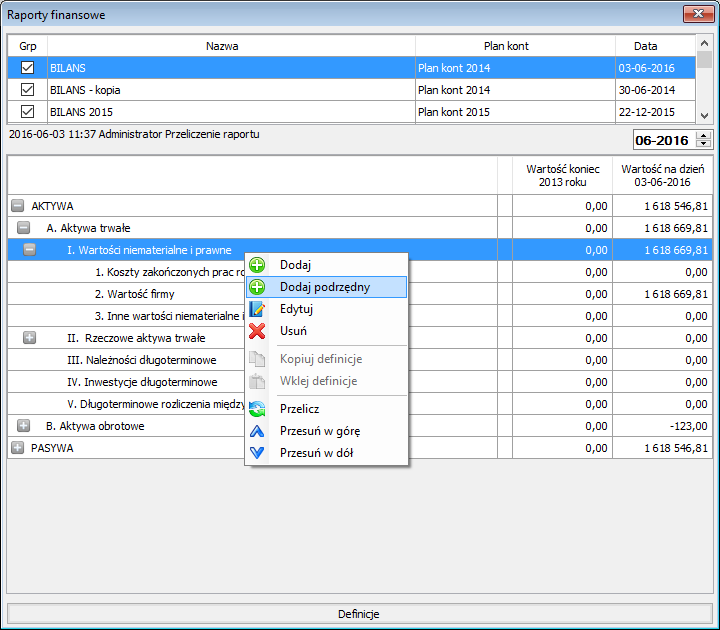 Raporty finansowe
Grp Nazwa Plan kont Data
BILANS Plan kont 2014 03-06-2016
BILANS - kopia Plan kont 2014 30-06-2014
BILANS 2015 Plan kont 2015 22-12-2015
2016-06-03 11:37 Administrator Przeliczenie raportu
06-2016
Wartość koniec 2013 roku Wartość na dzień 03-06-2016
AKTYWA 0,00 1 618 546,81
A. Aktywa trwałe 0,00 1 618 669,81
I. Wartości niematerialne i prawne 0,00 1 618 669,81
1. Koszty zakończonych prac ro 0,00 0,00
2. Wartość firmy 0,00 1 618 669,81
3. Inne wartości niematerialne i 0,00 0,00
II. Rzeczowe aktywa trwałe 0,00 0,00
III. Należności długoterminowe 0,00 0,00
IV. Inwestycje długoterminowe 0,00 0,00
V. Długoterminowe rozliczenia między 0,00 0,00
B. Aktywa obrotowe 0,00 -123,00
PASYWA 0,00 1 618 546,81
Dodaj
Dodaj podrzędny
Edytuj
Usuń
Kopiuj definicje
Wklej definicje
Przelicz
Przesuń w górę
Przesuń w dół
Definicje